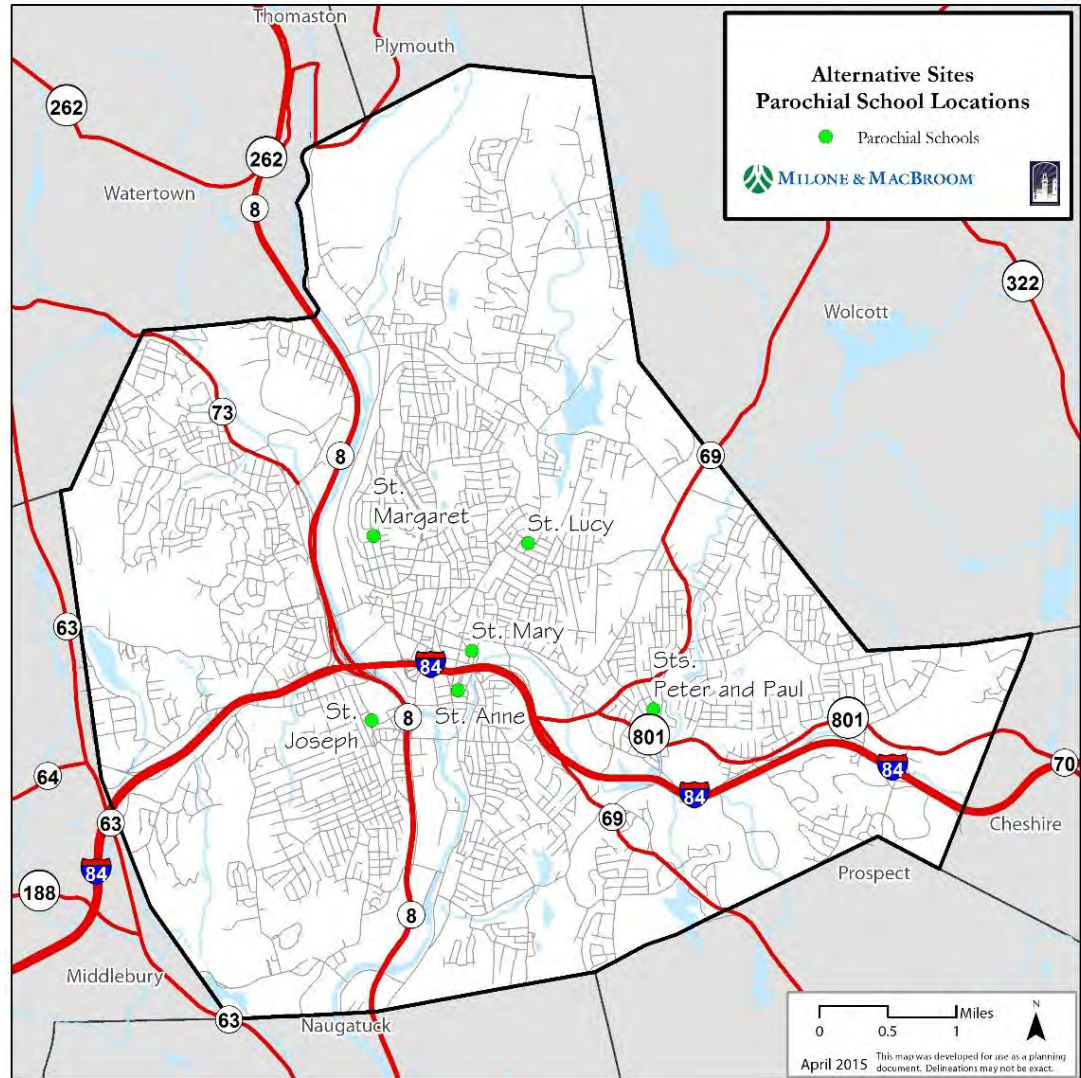 Thomaston
Plymouth
262
262
Watertown
8
Alternative Sites
Parochial School Locations
Parochial Schools
MILONE & MACBROOM
322
Wolcott
73
8
69
St.
Margaret
St. Lucy
63
St. Mary
84
Sts.
Peter and Paul
St. Anne
St.
Joseph
8
801
801
64
84
84
70
63
69
Cheshire
84
188
Prospect
8
Middlebury
63
Naugatuck
Miles
0 0.5 1
N
April 2015
This map was developed for use as a planning
document. Delineations may not be exact.